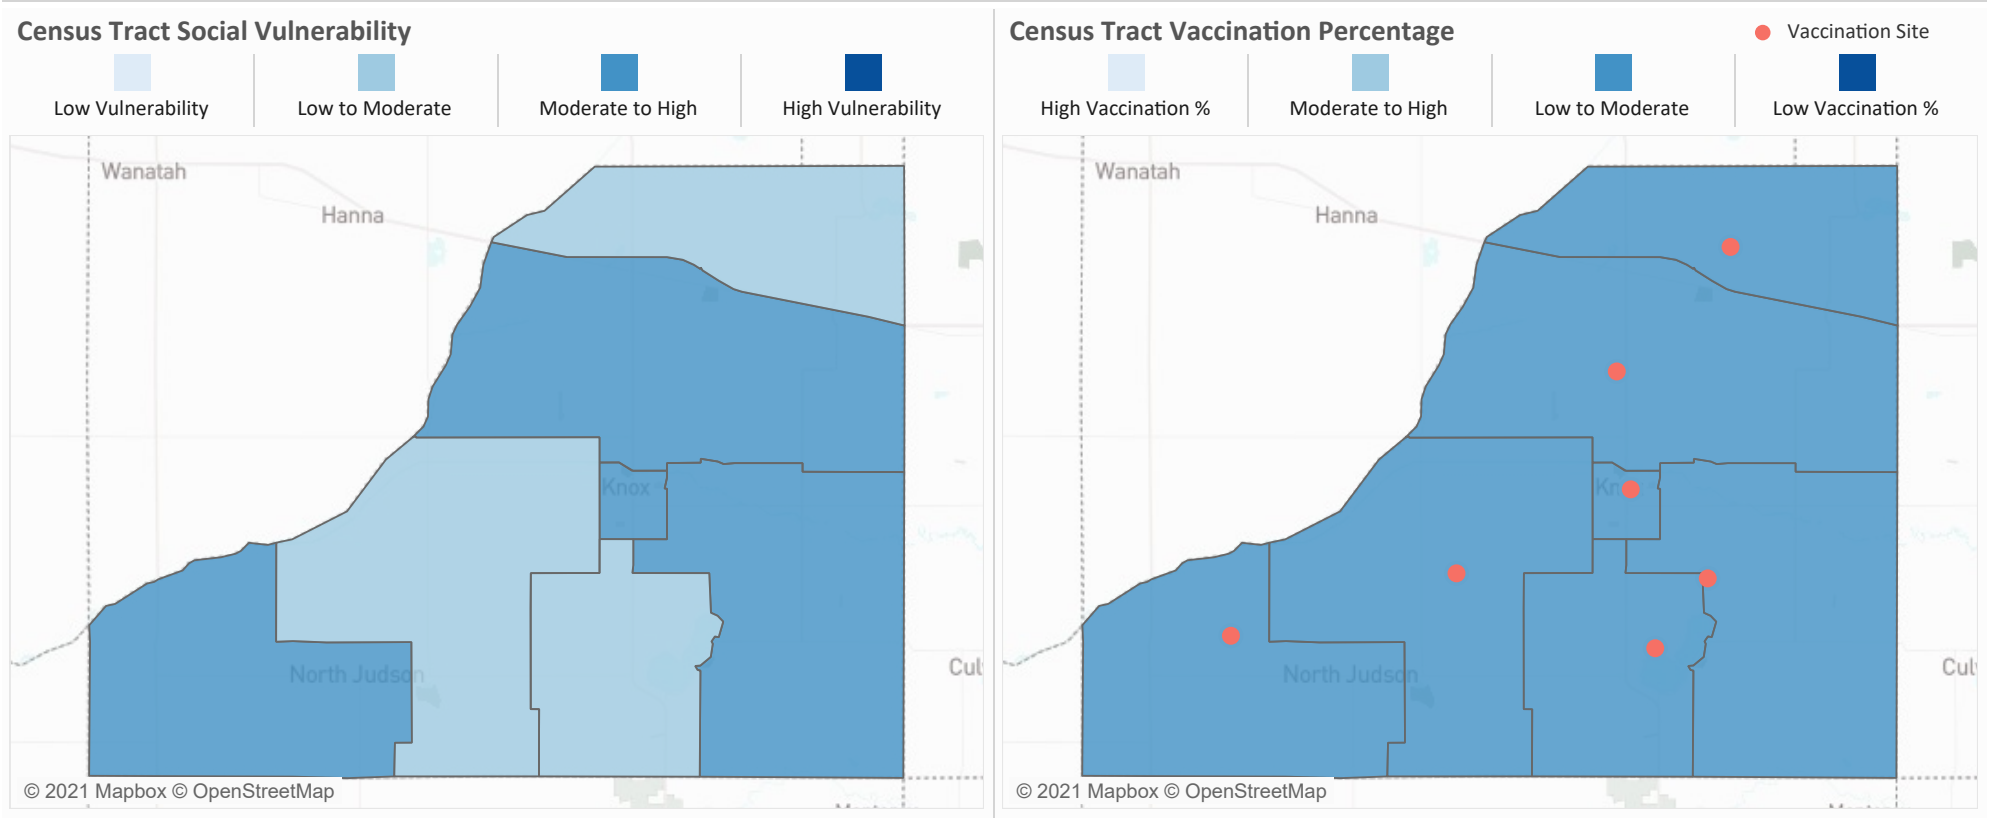 Census Tract Social Vulnerability
Low Vulnerability
Low to Moderate
Moderate to High
High Vulnerability
Wanatah
Hanna
Knox
North Judson
Cul
© 2021 Mapbox © OpenStreetMap
Census Tract Vaccination Percentage
Vaccination Site
High Vaccination %
Moderate to High
Low to Moderate
Low Vaccination %
Wanatah
Hanna
Kn
North Judson
Cul
© 2021 Mapbox © OpenStreetMap